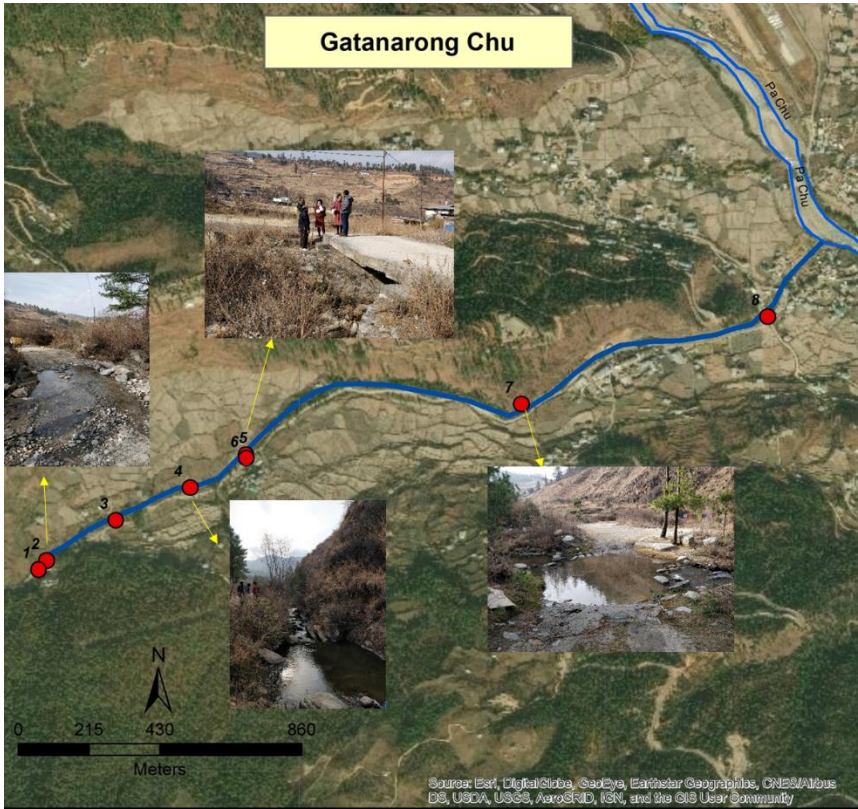 Gatanarong Chu
Pa Chu
Pa Chu
8
7
6 5
4
3
1 2
N
0 215 430 860
Meters
Source: Esri, DigitalGlobe, GeoEye, Earthstar Geographics, CNES/Airbus
DS, USDA, USGS, AeroGRID, IGN, and the GIS User Community